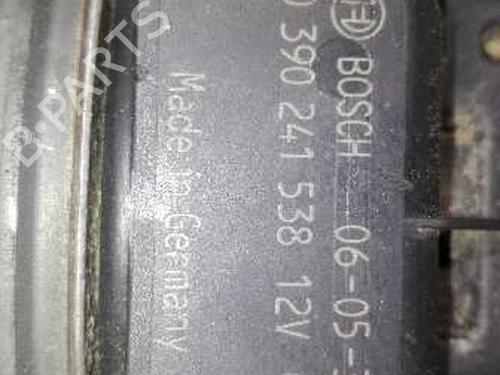 BOSCH 06-05-
390 241 538 12V
Made in Germany
B-PARTS